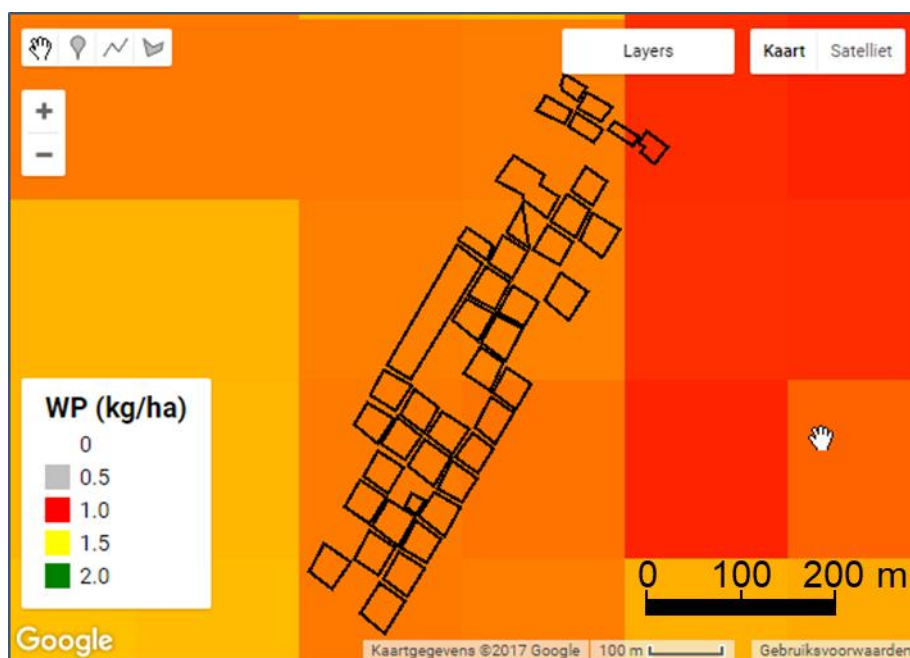 Layers
Kaart Satelliet
+
−
WP (kg/ha)
0
0.5
1.0
1.5
2.0
0 100 200 m
Google
Kaartgegevens ©2017 Google 100 m Gebruiksvoorwaarden